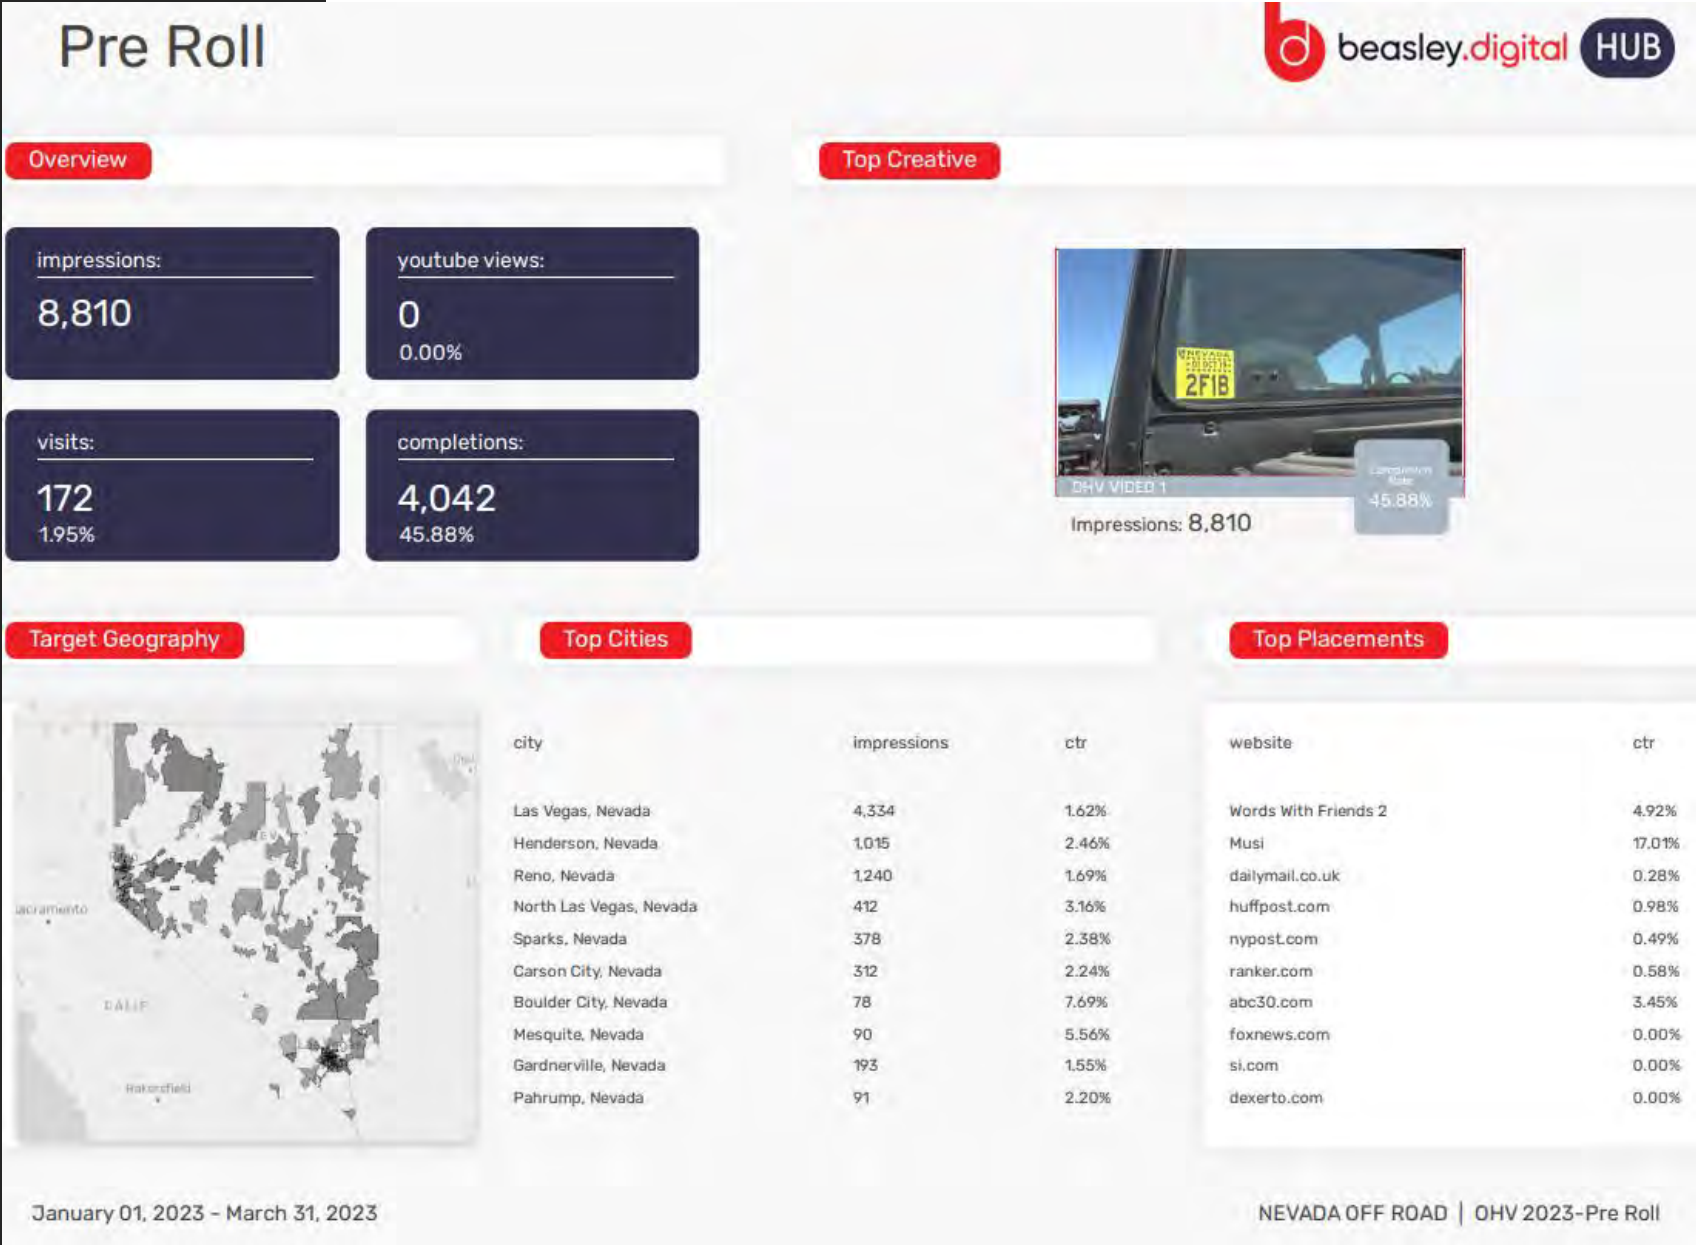 Pre Roll
beasley.digital HUB
Overview
Top Creative
impressions:
8,810
youtube views:
0
0.00%
visits:
172
1.95%
completions:
4,042
45.88%
NEVADA
2F1B
OHV VIDEO 1
Completion
Rate
45.88%
Impressions: 8,810
Target Geography
Top Cities
Top Placements
Sacramento
CALIF
Bakersfield
city impressions ctr
Las Vegas, Nevada 4,334 1.62%
Henderson, Nevada 1,015 2.46%
Reno, Nevada 1,240 1.69%
North Las Vegas, Nevada 412 3.16%
Sparks, Nevada 378 2.38%
Carson City, Nevada 312 2.24%
Boulder City, Nevada 78 7.69%
Mesquite, Nevada 90 5.56%
Gardnerville, Nevada 193 1.55%
Pahrump, Nevada 91 2.20%
website ctr
Words With Friends 2 4.92%
Musi 17.01%
dailymail.co.uk 0.28%
huffpost.com 0.98%
nypost.com 0.49%
ranker.com 0.58%
abc30.com 3.45%
foxnews.com 0.00%
si.com 0.00%
dexerto.com 0.00%
January 01, 2023 - March 31, 2023
NEVADA OFF ROAD | OHV 2023-Pre Roll